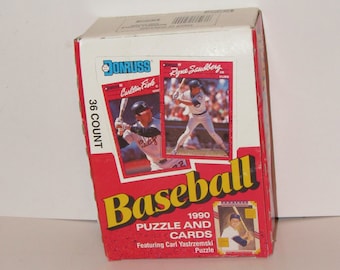 DONRUSS
Carlton Fisk
Ryne Sandberg
36 COUNT
Baseball
1990
PUZZLE AND
CARDS
Featuring Carl Yastrzemski
Puzzle